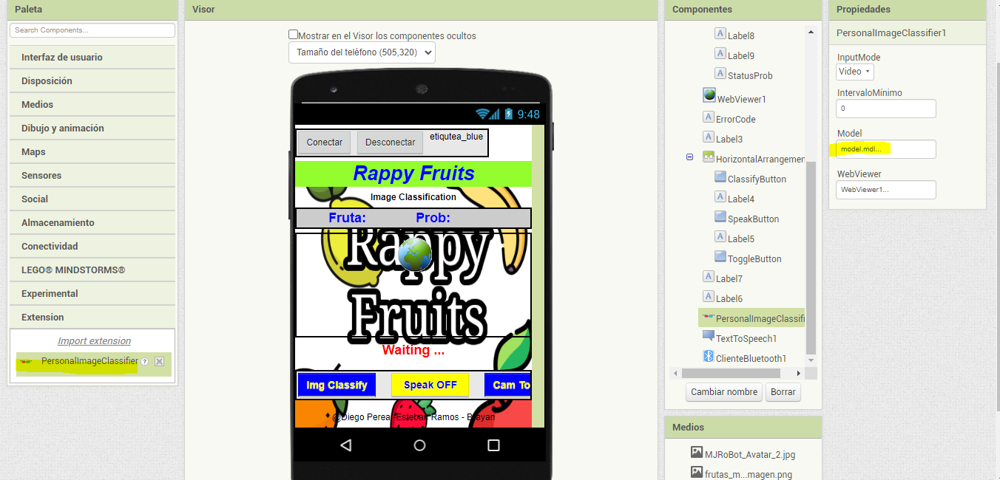 Paleta
Search Components...
Interfaz de usuario
Disposición
Medios
Dibujo y animación
Maps
Sensores
Social
Almacenamiento
Conectividad
LEGO® MINDSTORMS®
Experimental
Extension
Import extension
PersonalImageClassifier ?
Visor
Mostrar en el Visor los componentes ocultos
Tamaño del teléfono (505,320)
9:48
Conectar Desconectar etiqutea_blue
Rappy Fruits
Image Classification
Fruta: Prob:
Rappy
Fruits
Waiting ...
Img Classify Speak OFF Cam To
@Diego Perea- Esteban Ramos - Brayan
Componentes
Label8
Label9
StatusProb
WebViewer1
ErrorCode
Label3
HorizontalArrangemen
ClassifyButton
Label4
SpeakButton
Label5
ToggleButton
Label7
Label6
PersonalImageClassifi
TextToSpeech1
ClienteBluetooth1
Cambiar nombre Borrar
Medios
MJRoBot_Avatar_2.jpg
frutas_m...magen.png
Propiedades
PersonalImageClassifier1
InputMode
Video
IntervaloMínimo
0
Model
model.mdl...
WebViewer
WebViewer1...